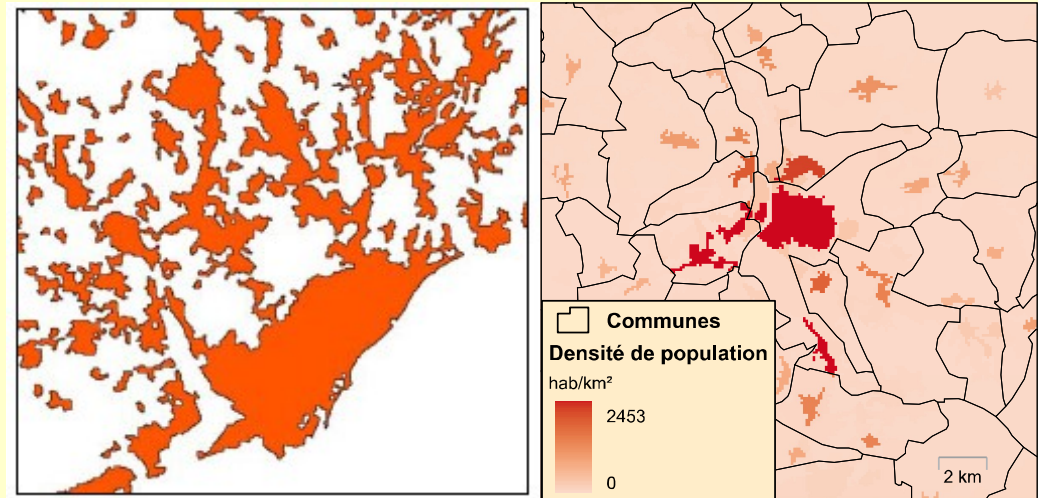 Communes
Densité de population
hab/km²
2453
0
2 km